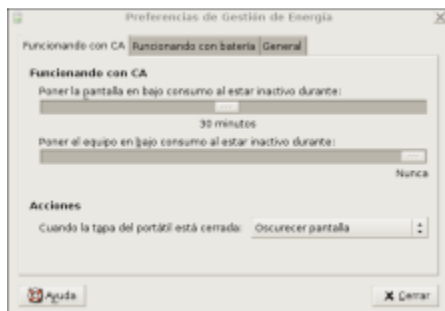 Preferencias de Gestión de Energía
Funcionando con CA Funcionando con batería General
Funcionando con CA
Poner la pantalla en bajo consumo al estar inactivo durante:
30 minutos
Poner el equipo en bajo consumo al estar inactivo durante:
Nunca
Acciones
Cuando la tapa del portátil está cerrada: Oscurecer pantalla
Ayuda Cerrar